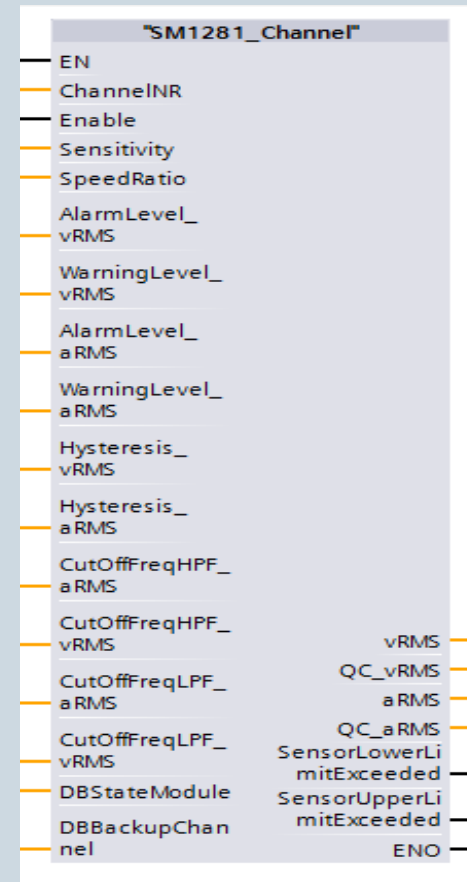 "SM1281_Channel"
EN
ChannelNR
Enable
Sensitivity
SpeedRatio
AlarmLevel_
vRMS
WarningLevel_
vRMS
AlarmLevel_
aRMS
WarningLevel_
aRMS
Hysteresis_
vRMS
Hysteresis_
aRMS
CutOffFreqHPF_
aRMS
CutOffFreqHPF_
vRMS
CutOffFreqLPF_
aRMS
CutOffFreqLPF_
vRMS
DBStateModule
DBBackupChan
nel
vRMS
QC_vRMS
aRMS
QC_aRMS
SensorLowerLi
mitExceeded
SensorUpperLi
mitExceeded
ENO